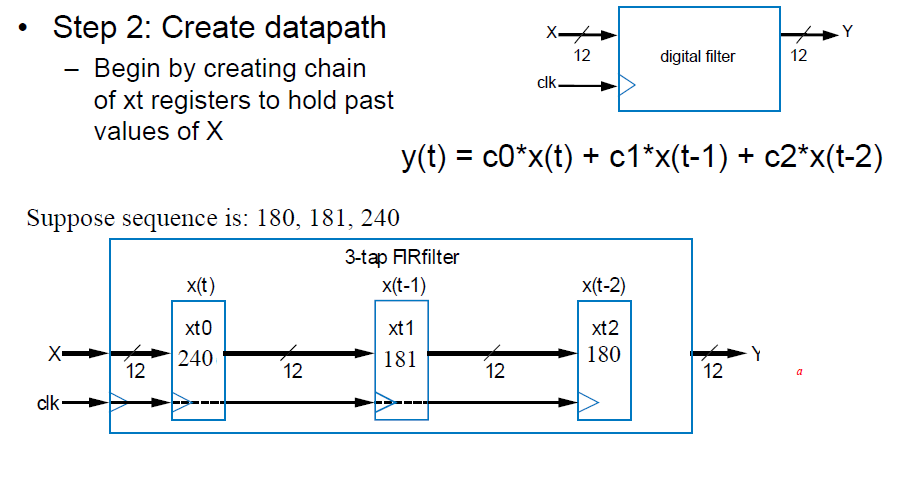 • Step 2: Create datapath
– Begin by creating chain
of xt registers to hold past
values of X
X
12
digital filter
Y
12
clk
y(t) = c0*x(t) + c1*x(t-1) + c2*x(t-2)
Suppose sequence is: 180, 181, 240
3-tap FIRfilter
x(t) x(t-1) x(t-2)
xt0 xt1 xt2
X 240 181 180 Y
12 12 12 12 a
clk